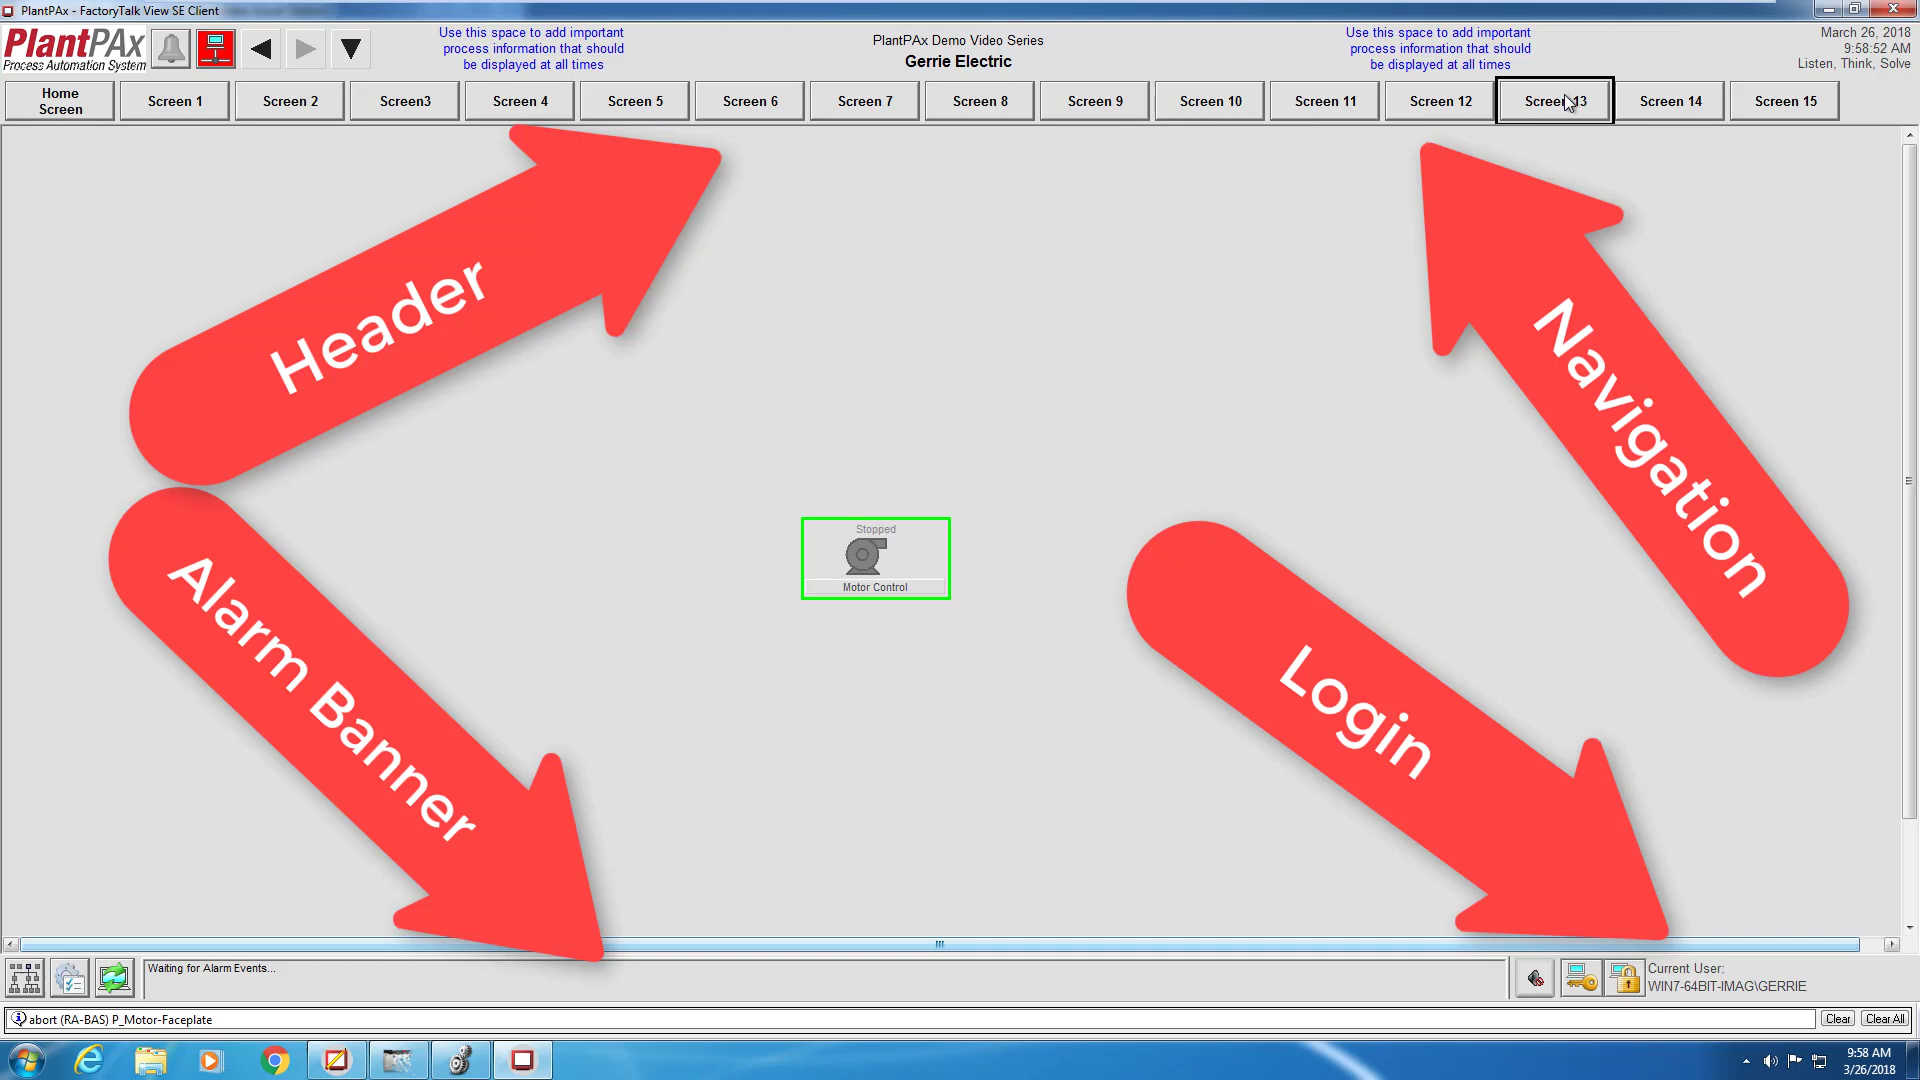 PlantPAx - FactoryTalk View SE Client
PlantPAx
Process Automation System
Use this space to add important
process information that should
be displayed at all times
PlantPAx Demo Video Series
Gerrie Electric
Use this space to add important
process information that should
be displayed at all times
March 26, 2018
9:58:52 AM
Listen, Think, Solve
Home
Screen
Screen 1
Screen 2
Screen3
Screen 4
Screen 5
Screen 6
Screen 7
Screen 8
Screen 9
Screen 10
Screen 11
Screen 12
Screen 13
Screen 14
Screen 15
Header
Navigation
Stopped
Motor Control
Alarm Banner
Login
Waiting for Alarm Events...
Current User:
WIN7-64BIT-IMAG\GERRIE
abort (RA-BAS) P_Motor-Faceplate
Clear
Clear All
9:58 AM
3/26/2018